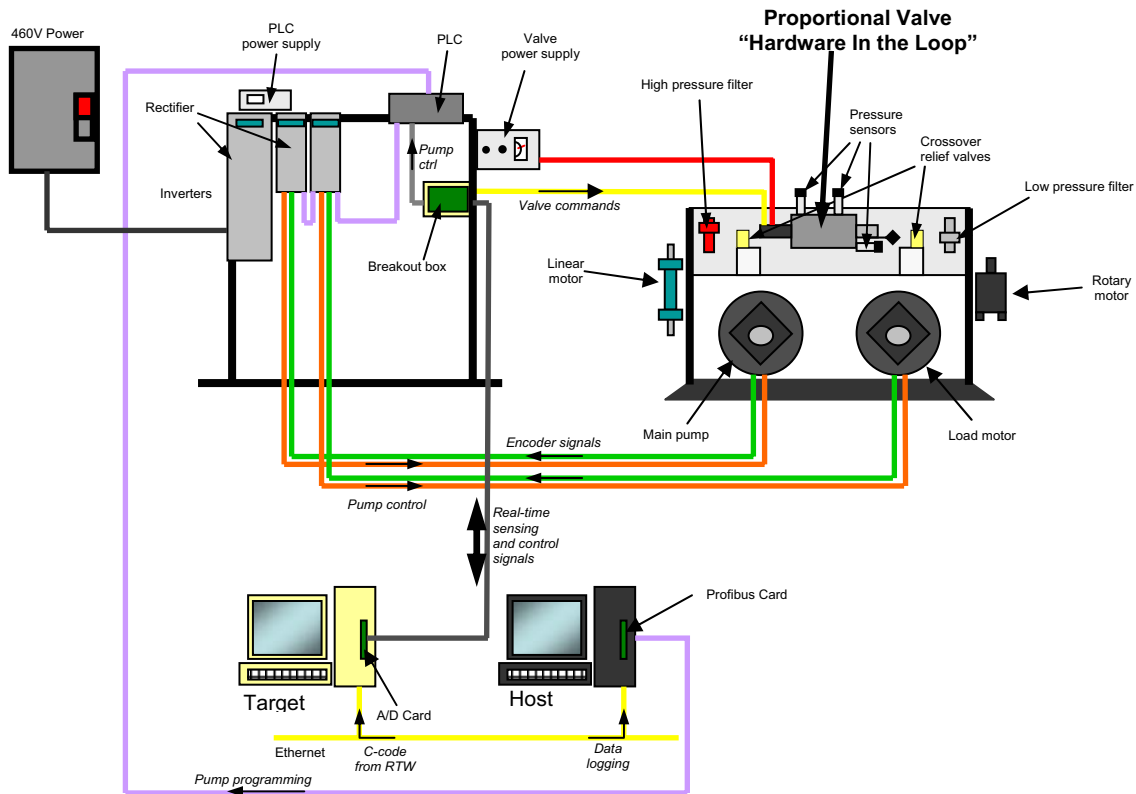 Proportional Valve
“Hardware In the Loop”
460V Power
PLC
power supply
PLC
Valve
power supply
High pressure filter
Pressure
sensors
Crossover
relief valves
Rectifier
Pump
ctrl
Low pressure filter
Inverters
Valve commands
Breakout box
Linear
motor
Rotary
motor
Main pump
Load motor
Encoder signals
Pump control
Real-time
sensing
and control
signals
Profibus Card
Target
Host
A/D Card
Ethernet
C-code
from RTW
Data
logging
Pump programming